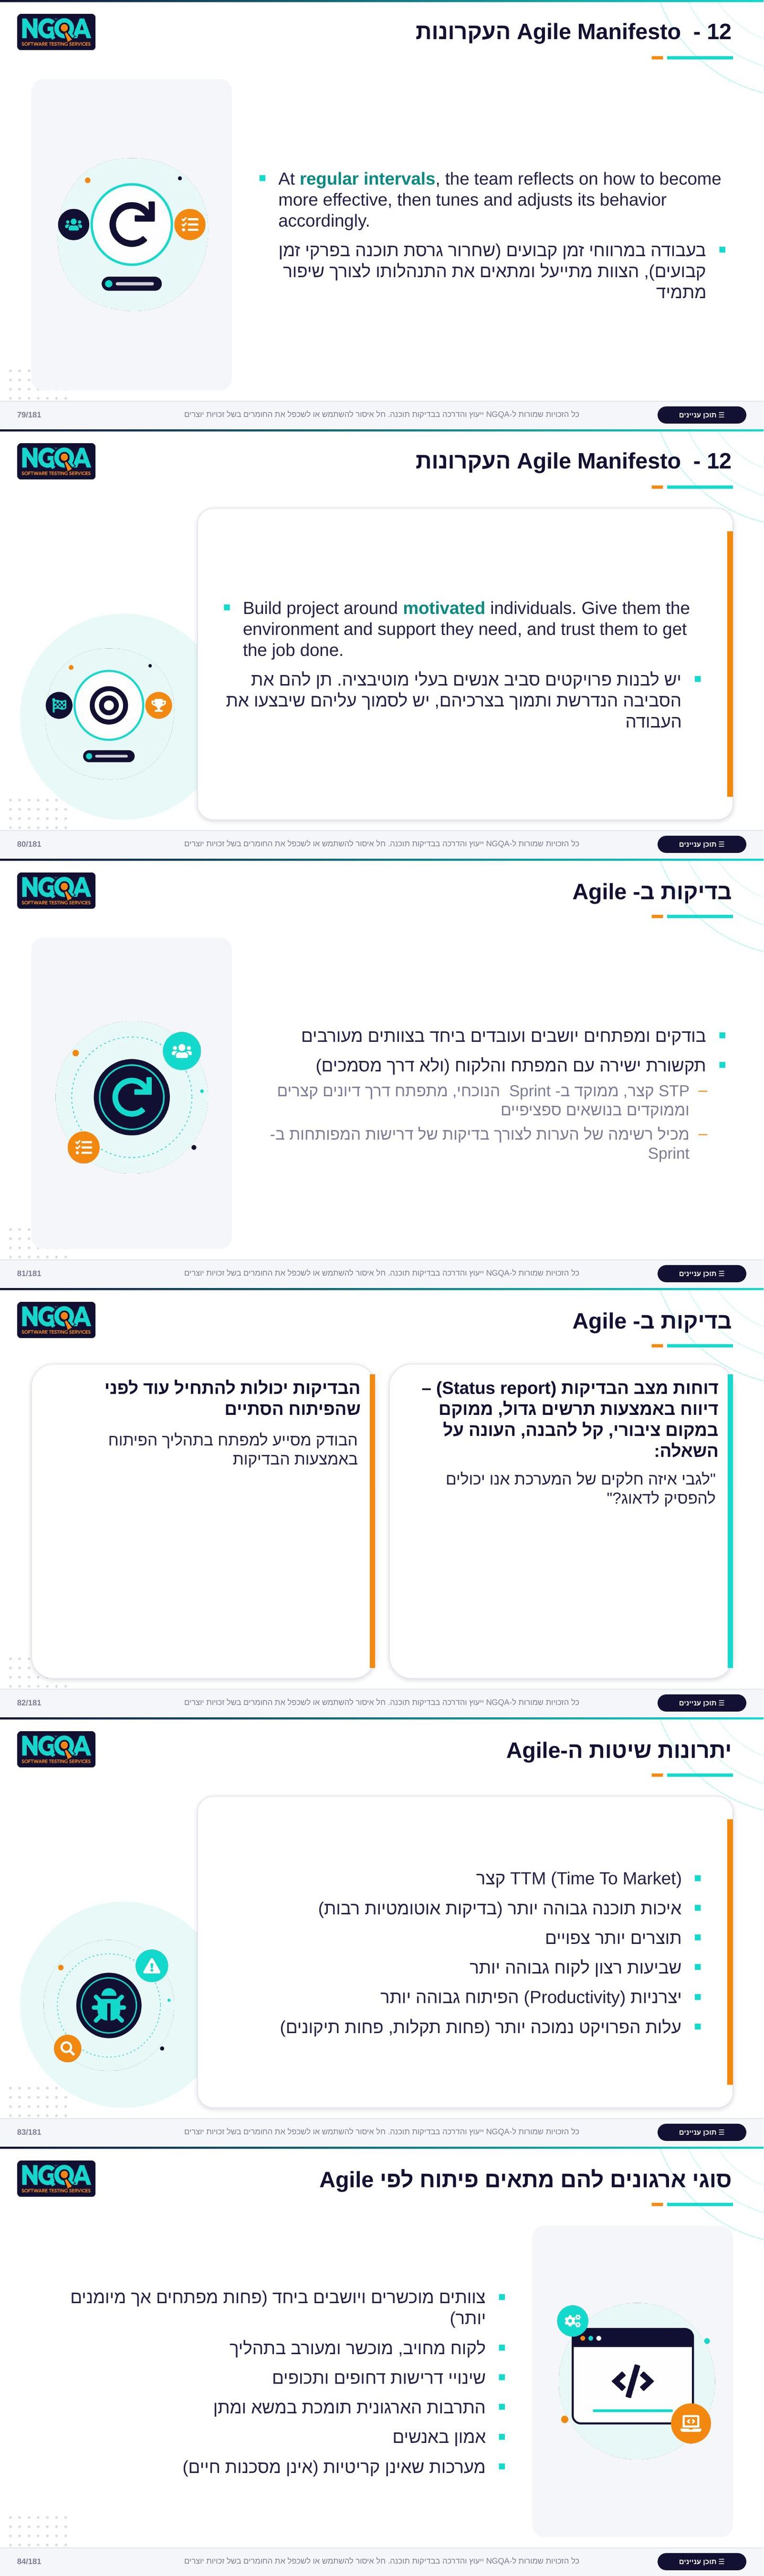 12 - Agile Manifesto העקרונות
NGQA
SOFTWARE TESTING SERVICES
At regular intervals, the team reflects on how to become
more effective, then tunes and adjusts its behavior
accordingly.
בעבודה במרווחי זמן קבועים (שחרור גרסת תוכנה בפרקי זמן
קבועים), הצוות מתייעל ומתאים את התנהלותו לצורך שיפור
מתמיד
☰ תוכן עניינים
כל הזכויות שמורות ל-NGQA ייעוץ והדרכה בבדיקות תוכנה. חל איסור להשתמש או לשכפל את החומרים בשל זכויות יוצרים
79/181
12 - Agile Manifesto העקרונות
NGQA
SOFTWARE TESTING SERVICES
Build project around motivated individuals. Give them the
environment and support they need, and trust them to get
the job done.
יש לבנות פרויקטים סביב אנשים בעלי מוטיבציה. תן להם את
הסביבה הנדרשת ותמוך בצרכיהם, יש לסמוך עליהם שיבצעו את
העבודה
☰ תוכן עניינים
כל הזכויות שמורות ל-NGQA ייעוץ והדרכה בבדיקות תוכנה. חל איסור להשתמש או לשכפל את החומרים בשל זכויות יוצרים
80/181
בדיקות ב- Agile
NGQA
SOFTWARE TESTING SERVICES
בודקים ומפתחים יושבים ועובדים ביחד בצוותים מעורבים
תקשורת ישירה עם המפתח והלקוח (ולא דרך מסמכים)
– STP קצר, ממוקד ב- Sprint הנוכחי, מתפתח דרך דיונים קצרים
וממוקדים בנושאים ספציפיים
– מכיל רשימה של הערות לצורך בדיקות של דרישות המפותחות ב-
Sprint
☰ תוכן עניינים
כל הזכויות שמורות ל-NGQA ייעוץ והדרכה בבדיקות תוכנה. חל איסור להשתמש או לשכפל את החומרים בשל זכויות יוצרים
81/181
בדיקות ב- Agile
NGQA
SOFTWARE TESTING SERVICES
דוחות מצב הבדיקות (Status report) –
דיווח באמצעות תרשים גדול, ממוקם
במקום ציבורי, קל להבנה, העונה על
השאלה:
"לגבי איזה חלקים של המערכת אנו יכולים
להפסיק לדאוג?"
הבדיקות יכולות להתחיל עוד לפני
שהפיתוח הסתיים
הבודק מסייע למפתח בתהליך הפיתוח
באמצעות הבדיקות
☰ תוכן עניינים
כל הזכויות שמורות ל-NGQA ייעוץ והדרכה בבדיקות תוכנה. חל איסור להשתמש או לשכפל את החומרים בשל זכויות יוצרים
82/181
יתרונות שיטות ה-Agile
NGQA
SOFTWARE TESTING SERVICES
TTM (Time To Market) קצר
איכות תוכנה גבוהה יותר (בדיקות אוטומטיות רבות)
תוצרים יותר צפויים
שביעות רצון לקוח גבוהה יותר
יצרניות (Productivity) הפיתוח גבוהה יותר
עלות הפרויקט נמוכה יותר (פחות תקלות, פחות תיקונים)
☰ תוכן עניינים
כל הזכויות שמורות ל-NGQA ייעוץ והדרכה בבדיקות תוכנה. חל איסור להשתמש או לשכפל את החומרים בשל זכויות יוצרים
83/181
סוגי ארגונים להם מתאים פיתוח לפי Agile
NGQA
SOFTWARE TESTING SERVICES
צוותים מוכשרים ויושבים ביחד (פחות מפתחים אך מיומנים
יותר)
לקוח מחויב, מוכשר ומעורב בתהליך
שינויי דרישות דחופים ותכופים
התרבות הארגונית תומכת במשא ומתן
אמון באנשים
מערכות שאינן קריטיות (אינן מסכנות חיים)
☰ תוכן עניינים
כל הזכויות שמורות ל-NGQA ייעוץ והדרכה בבדיקות תוכנה. חל איסור להשתמש או לשכפל את החומרים בשל זכויות יוצרים
84/181